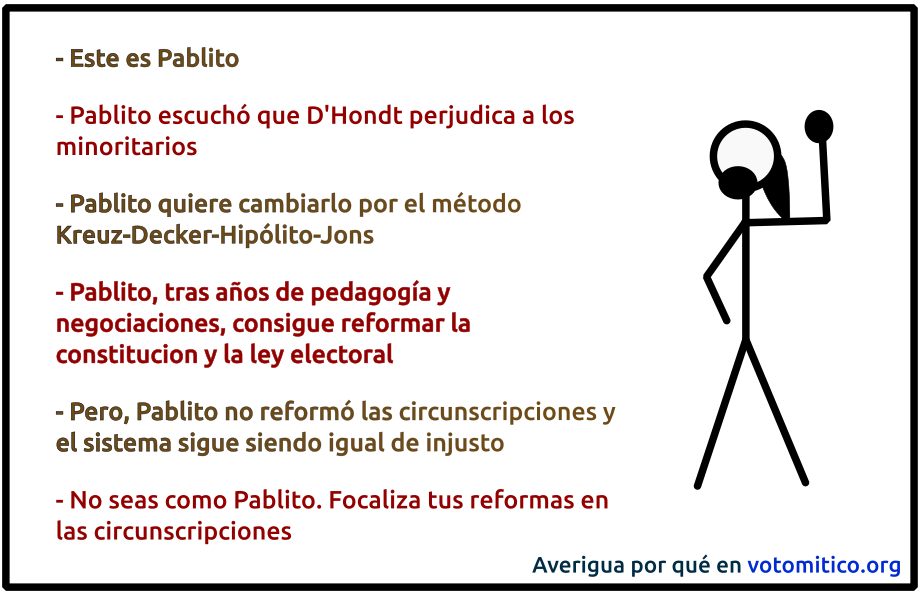 - Este es Pablito
- Pablito escuchó que D'Hondt perjudica a los
minoritarios
- Pablito quiere cambiarlo por el método
Kreuz-Decker-Hipólito-Jons
- Pablito, tras años de pedagogía y
negociaciones, consigue reformar la
constitucion y la ley electoral
- Pero, Pablito no reformó las circunscripciones y
el sistema sigue siendo igual de injusto
- No seas como Pablito. Focaliza tus reformas en
las circunscripciones
Averigua por qué en votomitico.org